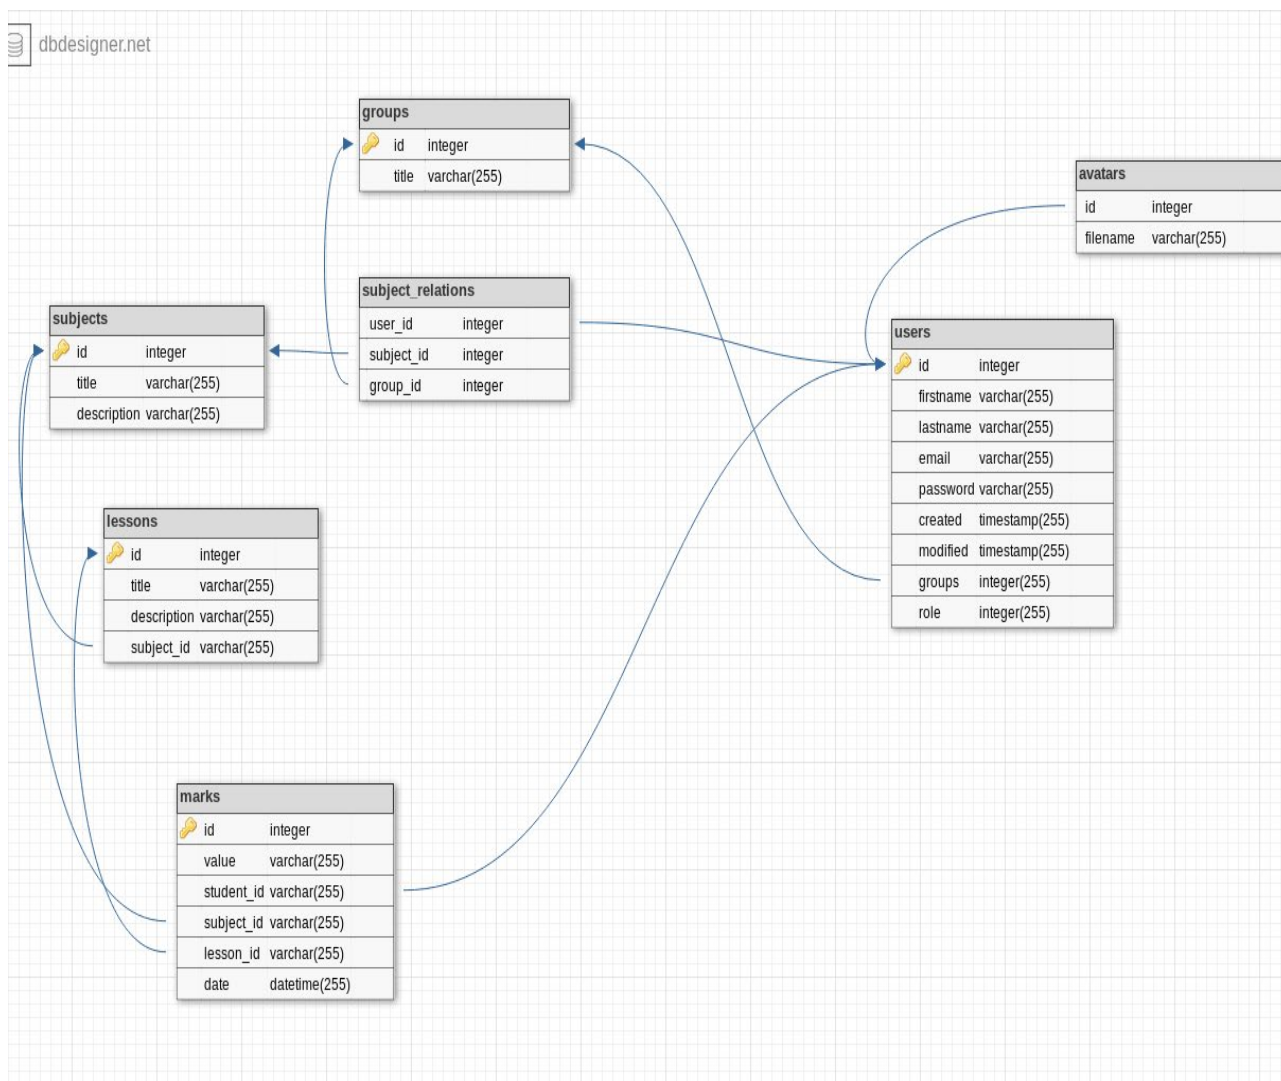 dbdesigner.net
groups
id integer
title varchar(255)
avatars
id integer
filename varchar(255)
subject_relations
user_id integer
subject_id integer
group_id integer
subjects
id integer
title varchar(255)
description varchar(255)
users
id integer
firstname varchar(255)
lastname varchar(255)
email varchar(255)
password varchar(255)
created timestamp(255)
modified timestamp(255)
groups integer(255)
role integer(255)
lessons
id integer
title varchar(255)
description varchar(255)
subject_id varchar(255)
marks
id integer
value varchar(255)
student_id varchar(255)
subject_id varchar(255)
lesson_id varchar(255)
date datetime(255)